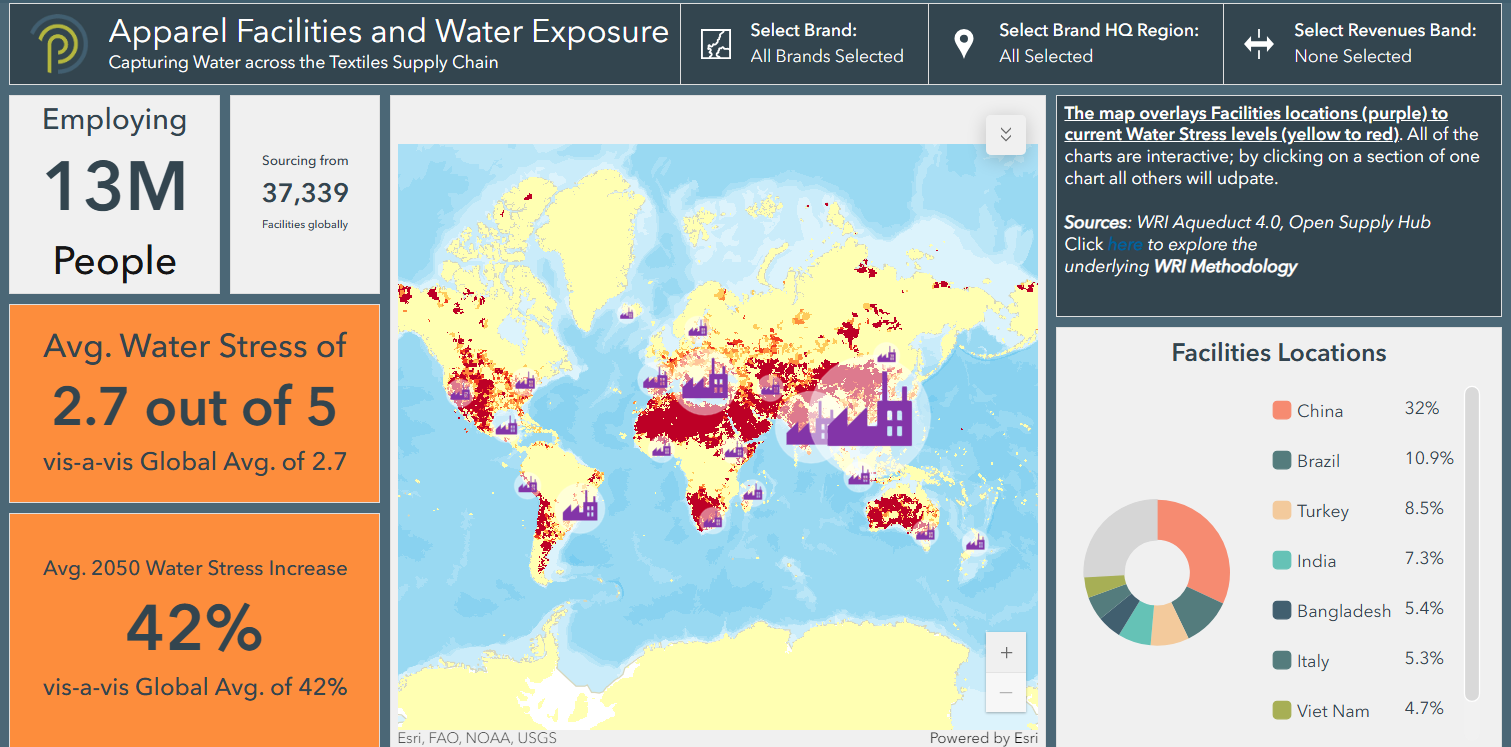 Apparel Facilities and Water Exposure
Capturing Water across the Textiles Supply Chain
Select Brand:
All Brands Selected
Select Brand HQ Region:
All Selected
Select Revenues Band:
None Selected
Employing
13M
People
Sourcing from
37,339
Facilities globally
Avg. Water Stress of
2.7 out of 5
vis-a-vis Global Avg. of 2.7
Avg. 2050 Water Stress Increase
42%
vis-a-vis Global Avg. of 42%
Esri, FAO, NOAA, USGS
Powered by Esri
The map overlays Facilities locations (purple) to
current Water Stress levels (yellow to red). All of the
charts are interactive; by clicking on a section of one
chart all others will udpate.
Sources: WRI Aqueduct 4.0, Open Supply Hub
Click here to explore the
underlying WRI Methodology
Facilities Locations
China 32%
Brazil 10.9%
Turkey 8.5%
India 7.3%
Bangladesh 5.4%
Italy 5.3%
Viet Nam 4.7%